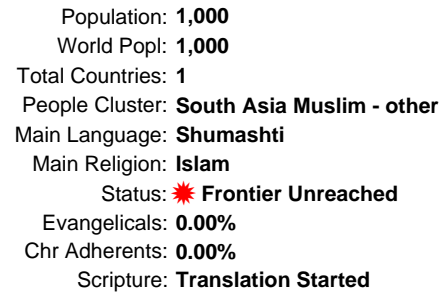 Population: 1,000
World Popl: 1,000
Total Countries: 1
People Cluster: South Asia Muslim - other
Main Language: Shumashti
Main Religion: Islam
Status: Frontier Unreached
Evangelicals: 0.00%
Chr Adherents: 0.00%
Scripture: Translation Started